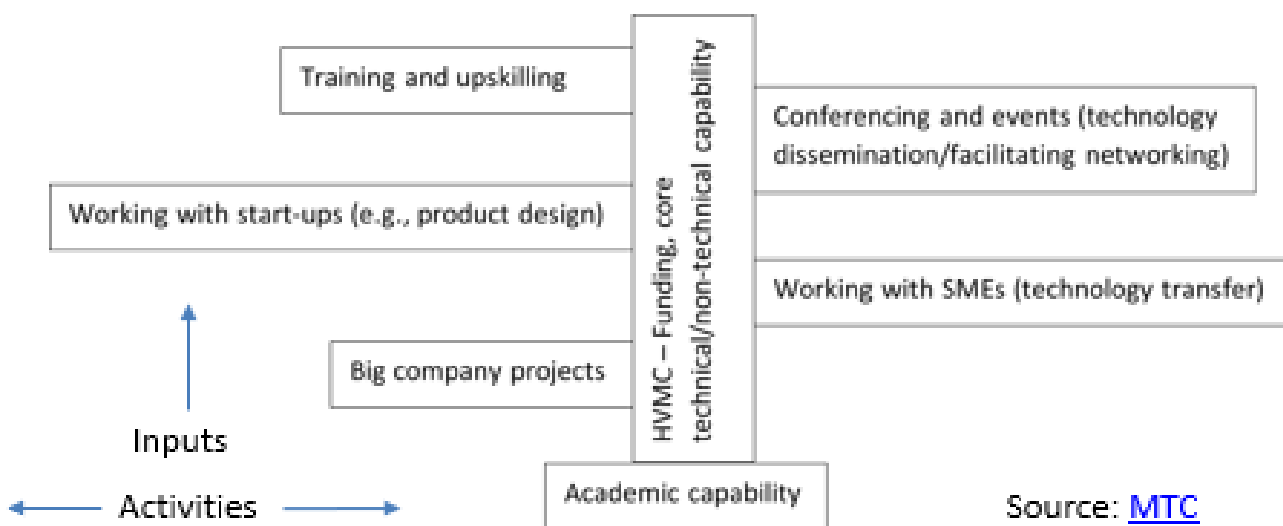 Training and upskilling
Conferencing and events (technology
dissemination/facilitating networking)
Working with start-ups (e.g., product design)
HVMC – Funding, core
technical/non-technical capability
Working with SMEs (technology transfer)
Big company projects
Inputs
Academic capability
Activities
Source: MTC